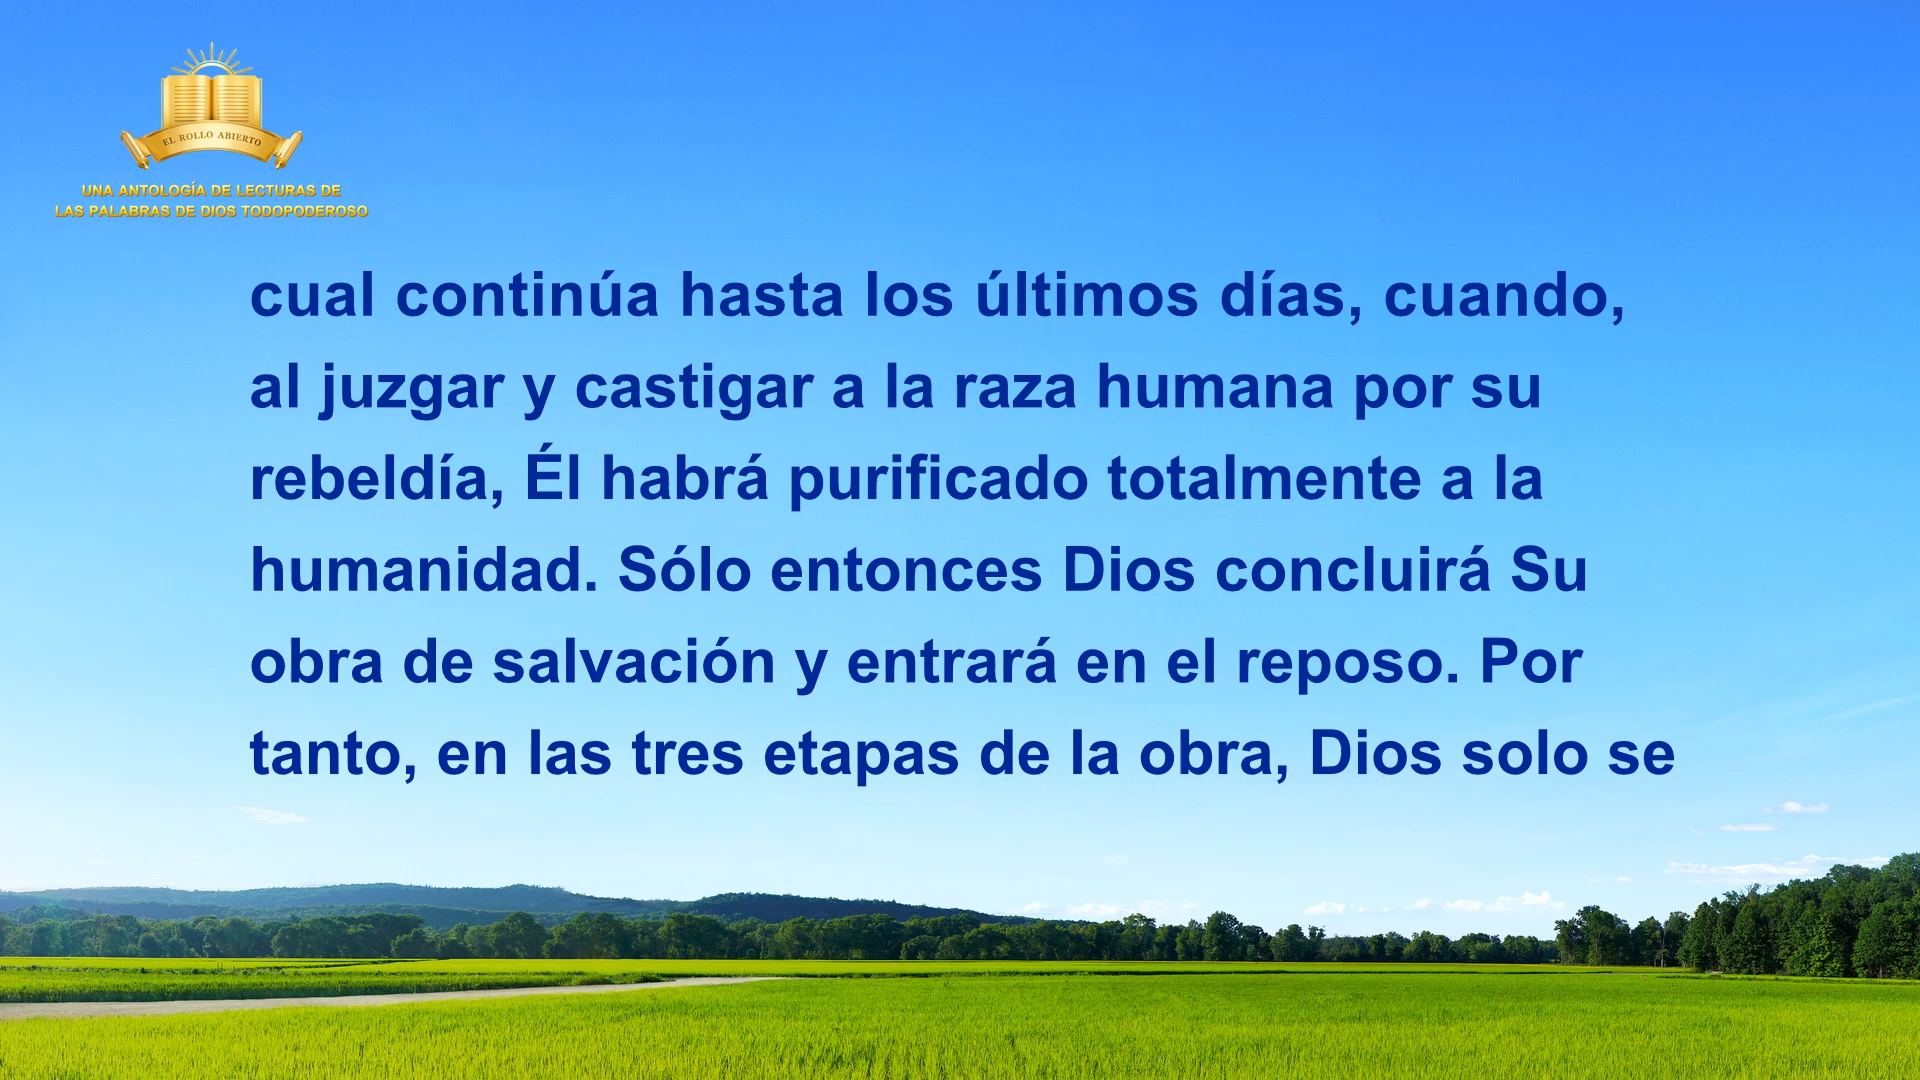 EL ROLLO ABIERTO
UNA ANTOLOGÍA DE LECTURAS DE
LAS PALABRAS DE DIOS TODOPODEROSO
cual continúa hasta los últimos días, cuando,
al juzgar y castigar a la raza humana por su
rebeldía, Él habrá purificado totalmente a la
humanidad. Sólo entonces Dios concluirá Su
obra de salvación y entrará en el reposo. Por
tanto, en las tres etapas de la obra, Dios solo se